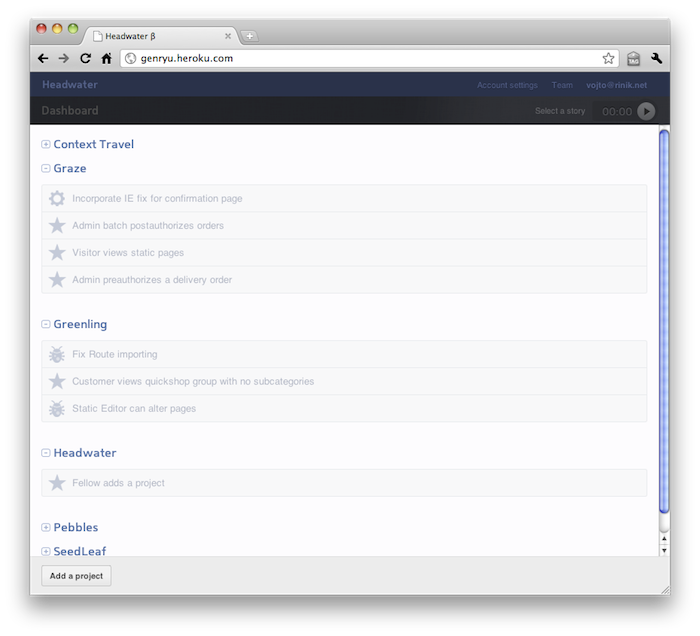 Headwater β
genryu.heroku.com
TAG
Headwater
Account settings Team vojto@rinik.net
Dashboard
Select a story 00:00
Context Travel
Graze
Incorporate IE fix for confirmation page
Admin batch postauthorizes orders
Visitor views static pages
Admin preauthorizes a delivery order
Greenling
Fix Route importing
Customer views quickshop group with no subcategories
Static Editor can alter pages
Headwater
Fellow adds a project
Pebbles
SeedLeaf
Add a project